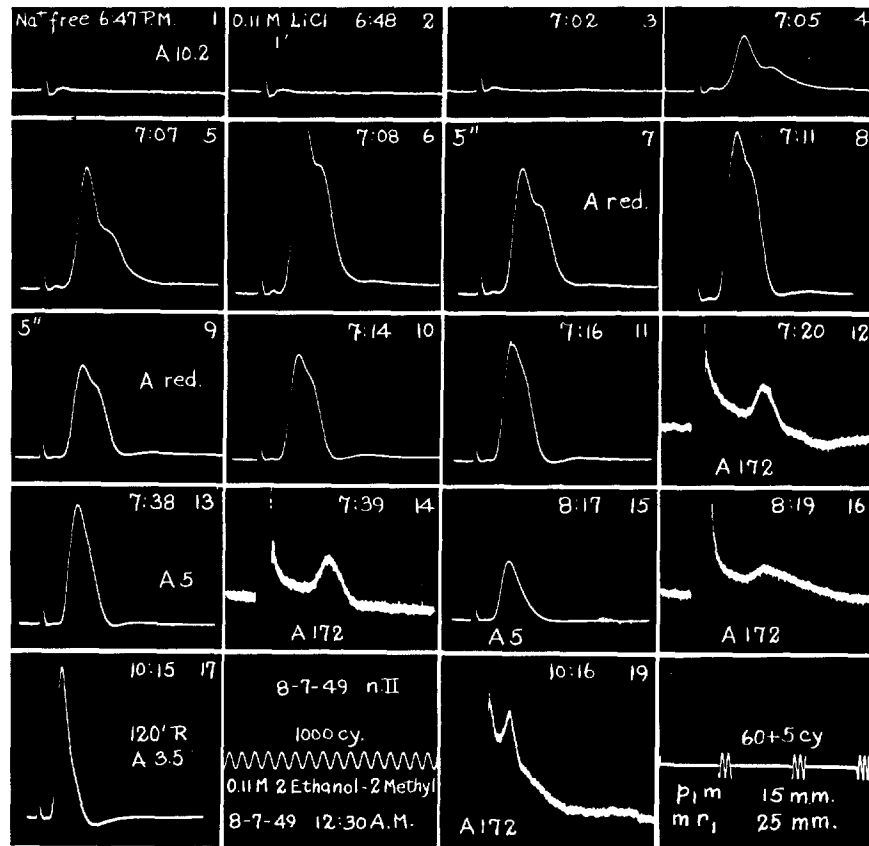 Na⁺ free 6:47 P.M. 1
A 10.2
0.11 M LiCl 6:48 2
1'
7:02 3
7:05 4
7:07 5
7:08 6
5" 7
A red.
7:11 8
5" 9
A red.
7:14 10
7:16 11
7:20 12
A 172
7:38 13
A 5
7:39 14
A 172
8:17 15
A 5
8:19 16
A 172
10:15 17
120' R
A 3.5
8-7-49 n.II
1000 cy.
0.11 M 2 Ethanol-2 Methyl
8-7-49 12:30 A.M.
10:16 19
A 172
60+5 cy
p₁m 15 m.m.
m r₁ 25 mm.